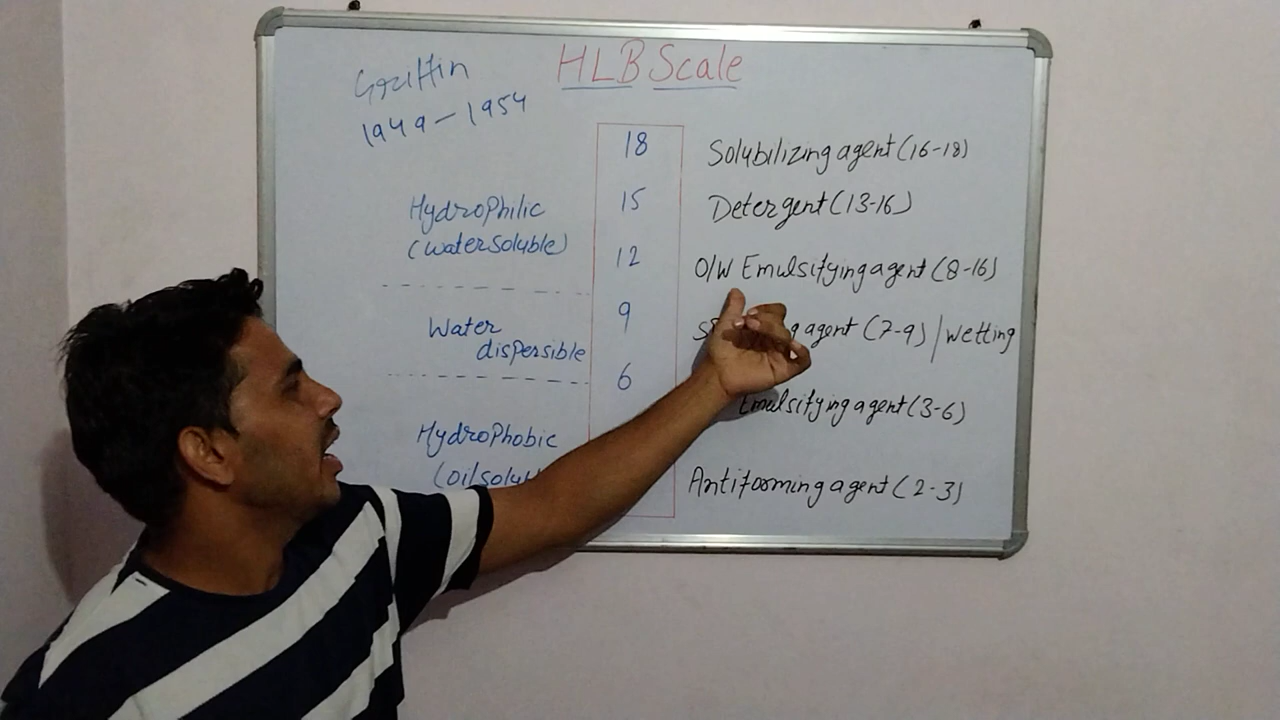 HLB Scale
Griffin
1949-1954
18
15
12
9
6
Hydrophilic
(water soluble)
Water
dispersible
Hydrophobic
Solubilizing agent (16-18)
Detergent (13-16)
O/W Emulsifying agent (8-16)
agent (7-9) / Wetting
Emulsifying agent (3-6)
Antiforming agent (2-3)